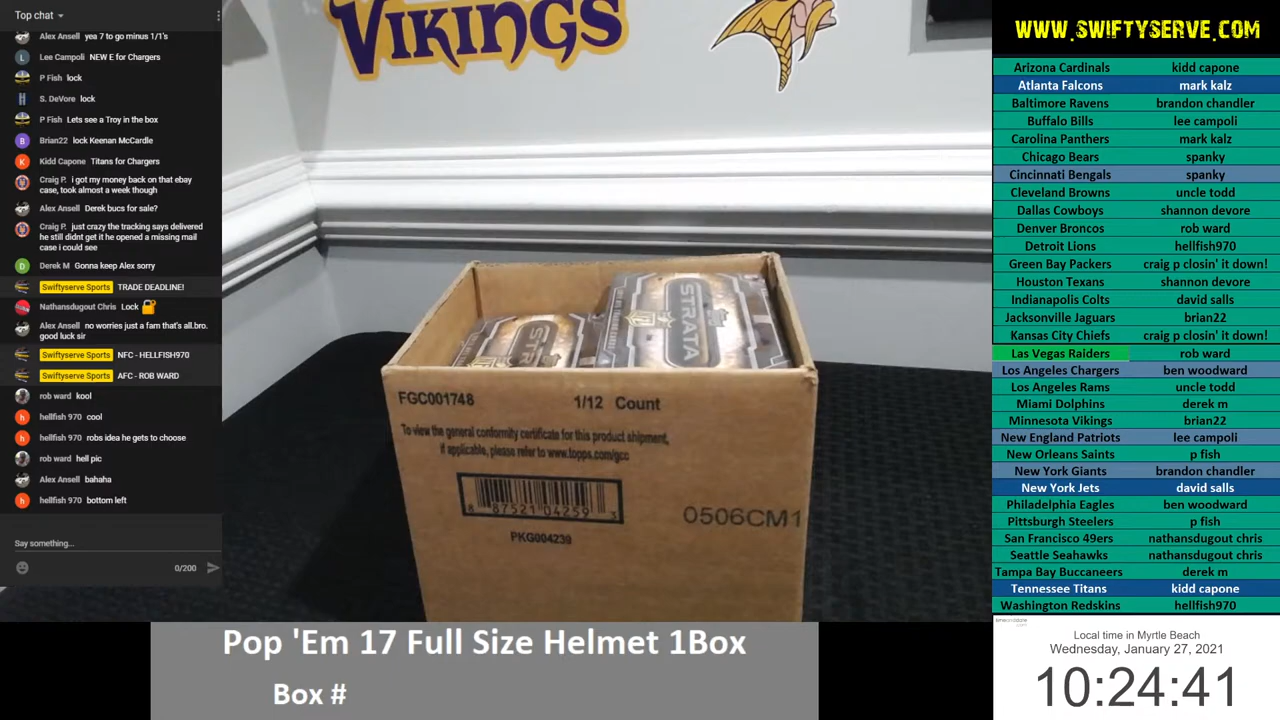 Top chat
Alex Ansell yea 7 to go minus 1/1's
L Lee Campoli NEW E for Chargers
P Fish lock
S. DeVore lock
P Fish Lets see a Troy in the box
B Brian22 lock Keenan McCardle
K Kidd Capone Titans for Chargers
Craig P. i got my money back on that ebay
case, took almost a week though
Alex Ansell Derek bucs for sale?
Craig P. just crazy the tracking says delivered
he still didnt get it he opened a missing mail
case i could see
D Derek M Gonna keep Alex sorry
Swiftyserve Sports TRADE DEADLINE!
Nathansdugout Chris Lock
Alex Ansell no worries just a fam that's all.bro.
good luck sir
Swiftyserve Sports NFC - HELLFISH970
Swiftyserve Sports AFC - ROB WARD
rob ward kool
h hellfish 970 cool
h hellfish 970 robs idea he gets to choose
rob ward hell pic
Alex Ansell bahaha
h hellfish 970 bottom left
Say something...
0/200
VIKINGS
STRATA
STRATA
FGC001748 1/12 Count
To view the general conformity certificate for this product shipment,
if applicable, please refer to www.topps.com/gcc
8 87521 04259 3
PKG004239
0506CM1
Pop 'Em 17 Full Size Helmet 1Box
Box #
WWW.SWIFTYSERVE.COM
Arizona Cardinals kidd capone
Atlanta Falcons mark kalz
Baltimore Ravens brandon chandler
Buffalo Bills lee campoli
Carolina Panthers mark kalz
Chicago Bears spanky
Cincinnati Bengals spanky
Cleveland Browns uncle todd
Dallas Cowboys shannon devore
Denver Broncos rob ward
Detroit Lions hellfish970
Green Bay Packers craig p closin' it down!
Houston Texans shannon devore
Indianapolis Colts david salls
Jacksonville Jaguars brian22
Kansas City Chiefs craig p closin' it down!
Las Vegas Raiders rob ward
Los Angeles Chargers ben woodward
Los Angeles Rams uncle todd
Miami Dolphins derek m
Minnesota Vikings brian22
New England Patriots lee campoli
New Orleans Saints p fish
New York Giants brandon chandler
New York Jets david salls
Philadelphia Eagles ben woodward
Pittsburgh Steelers p fish
San Francisco 49ers nathansdugout chris
Seattle Seahawks nathansdugout chris
Tampa Bay Buccaneers derek m
Tennessee Titans kidd capone
Washington Redskins hellfish970
Local time in Myrtle Beach
Wednesday, January 27, 2021
10:24:41